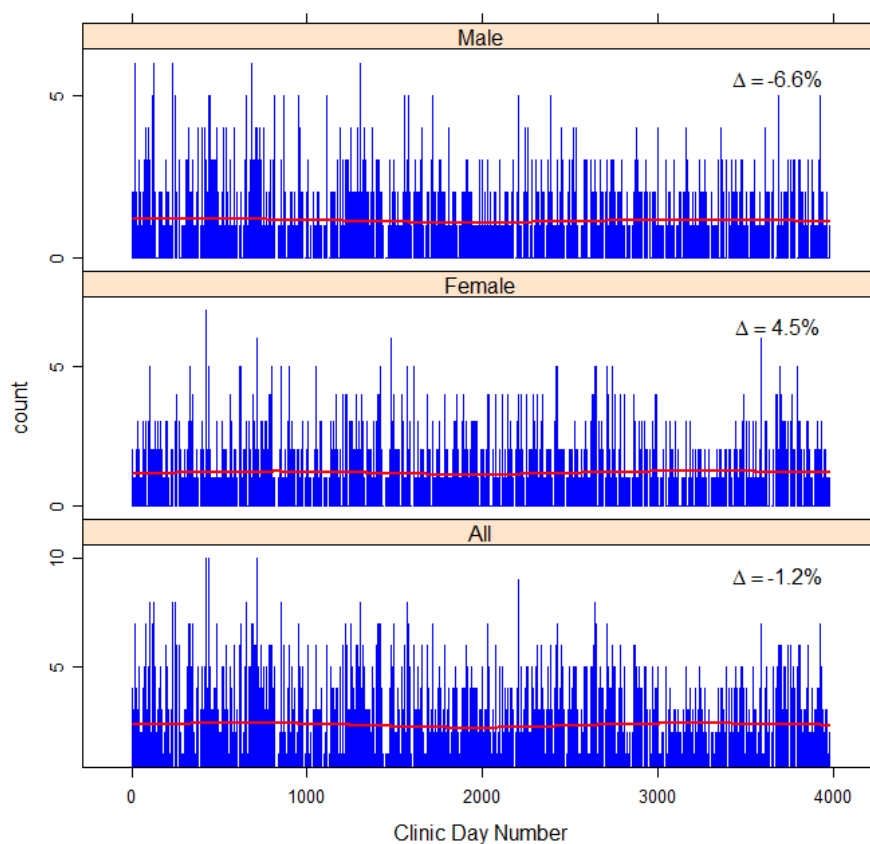 Male
Δ = -6.6%
5
0
Female
Δ = 4.5%
5
0
count
All
Δ = -1.2%
10
5
0 1000 2000 3000 4000
Clinic Day Number